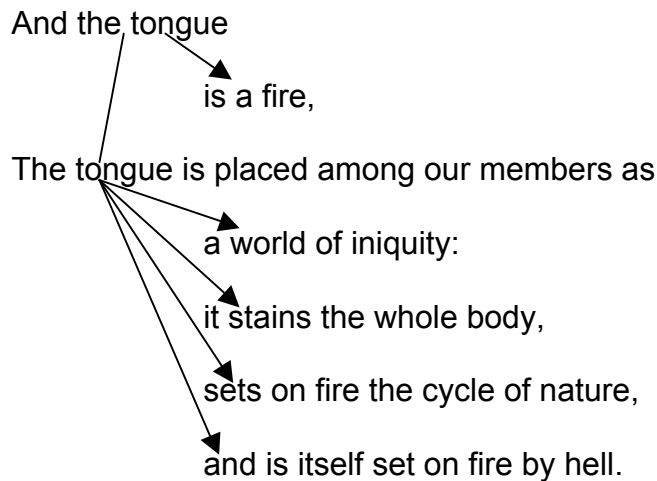 And the tongue
is a fire,
The tongue is placed among our members as
a world of iniquity:
it stains the whole body,
sets on fire the cycle of nature,
and is itself set on fire by hell.